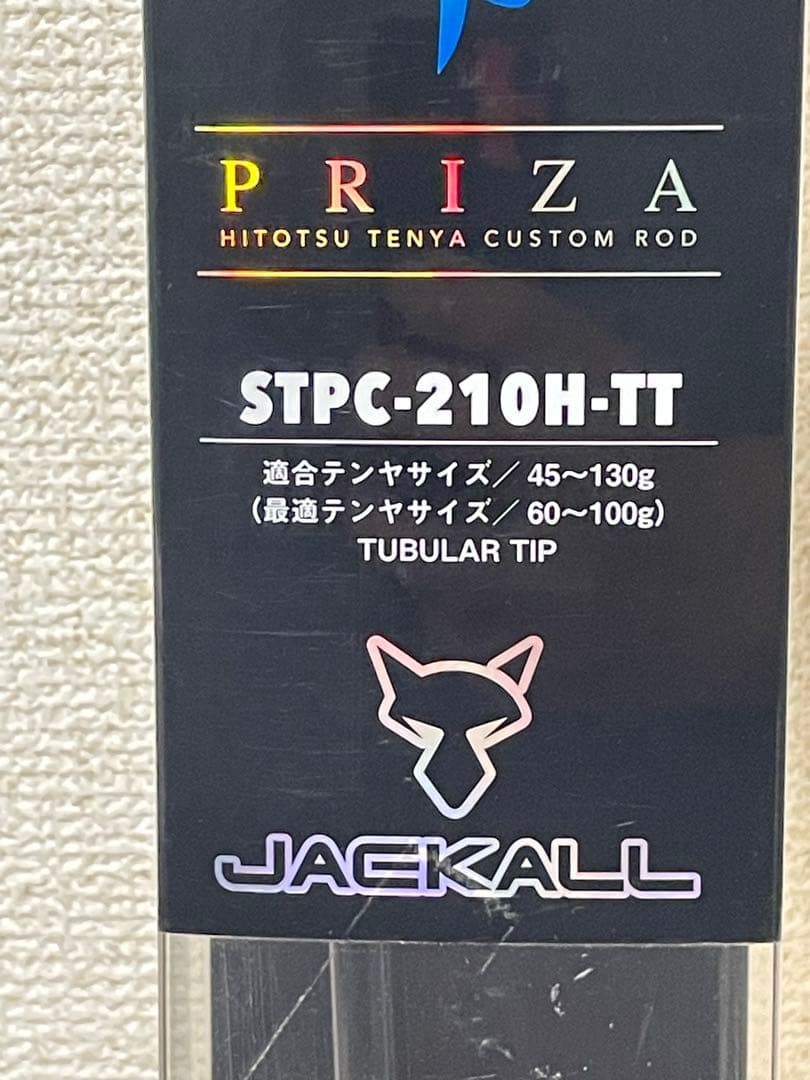 PRIZA
HITOTSU TENYA CUSTOM ROD
STPC-210H-TT
適合テンヤサイズ／45〜130g
（最適テンヤサイズ／60〜100g）
TUBULAR TIP
JACKALL